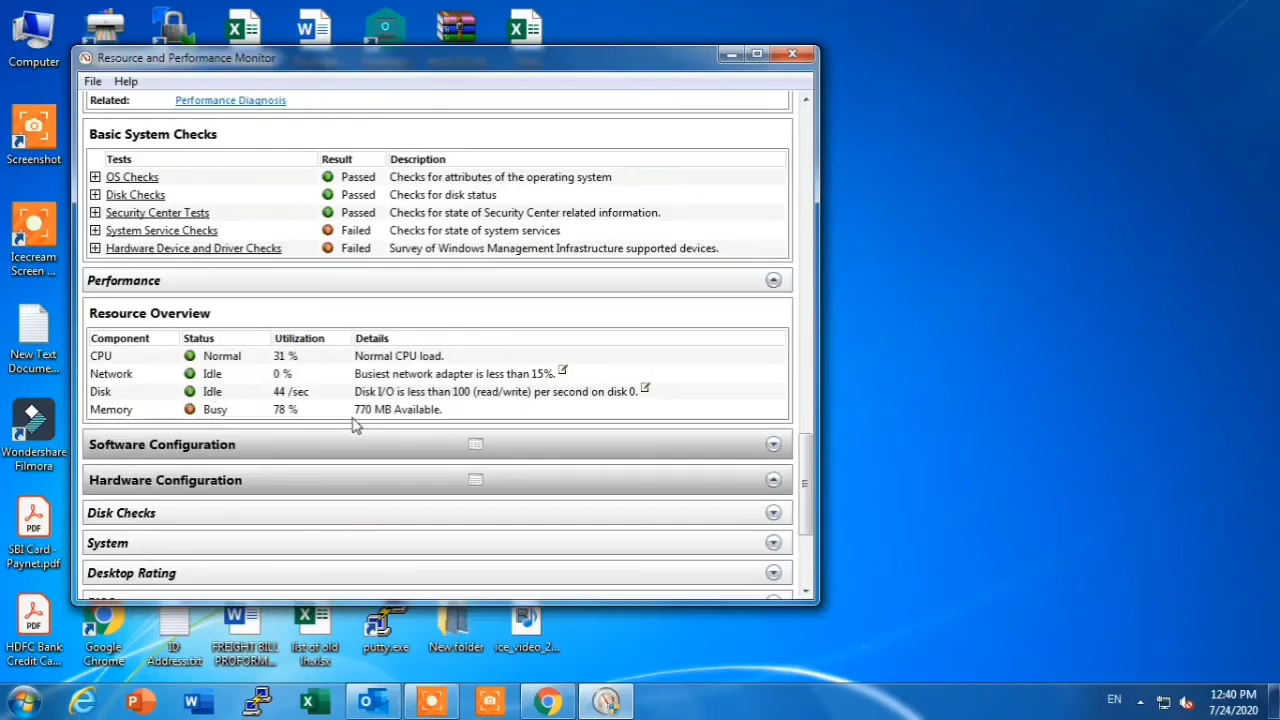 Resource and Performance Monitor
File Help
Related: Performance Diagnosis
Basic System Checks
Tests Result Description
OS Checks Passed Checks for attributes of the operating system
Disk Checks Passed Checks for disk status
Security Center Tests Passed Checks for state of Security Center related information.
System Service Checks Failed Checks for state of system services
Hardware Device and Driver Checks Failed Survey of Windows Management Infrastructure supported devices.
Performance
Resource Overview
Component Status Utilization Details
CPU Normal 31 % Normal CPU load.
Network Idle 0 % Busiest network adapter is less than 15%.
Disk Idle 44 /sec Disk I/O is less than 100 (read/write) per second on disk 0.
Memory Busy 78 % 770 MB Available.
Software Configuration
Hardware Configuration
Disk Checks
System
Desktop Rating
Computer
Screenshot
Icecream
Screen ...
New Text
Docume...
Wondershare
Filmora
PDF
SBI Card -
Paynet.pdf
PDF
HDFC Bank
Credit Ca...
Google
Chrome
ID
Address.txt
FREIGHT BILL
PROFORM...
list of old
lhx.lsx
putty.exe
New folder
ice_video_2...
EN
12:40 PM
7/24/2020